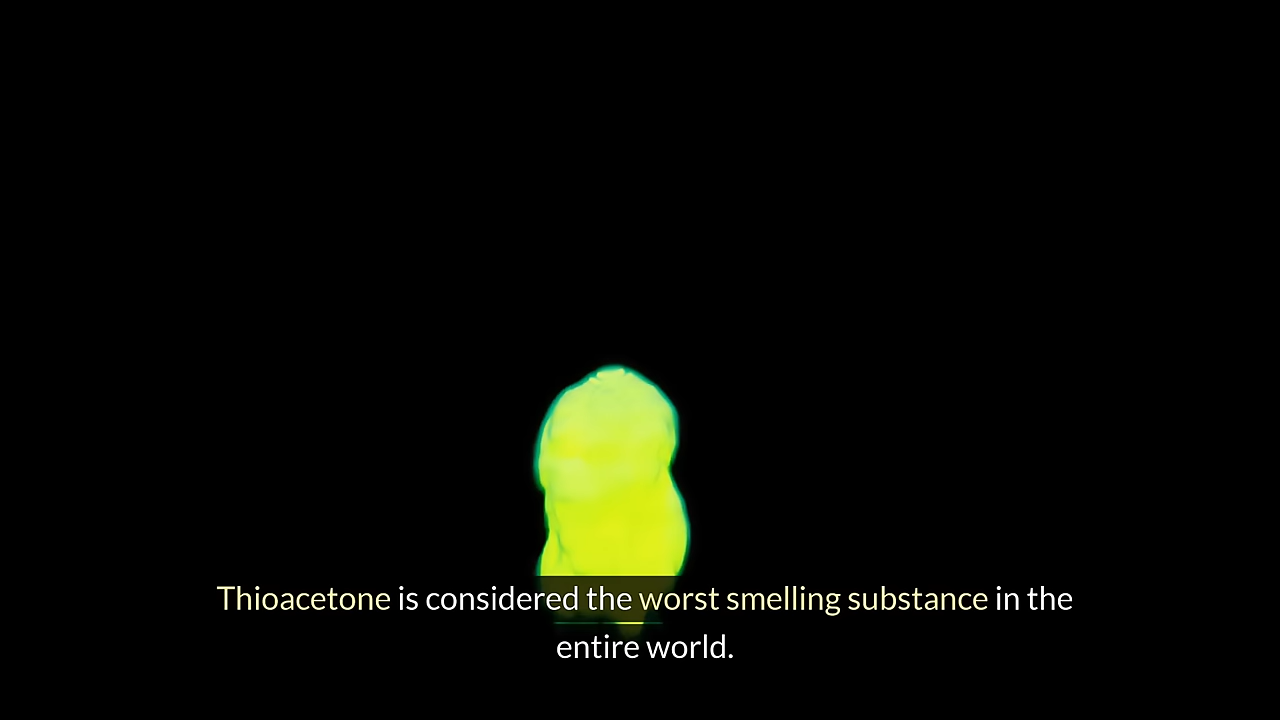 Thioacetone is considered the worst smelling substance in the
entire world.